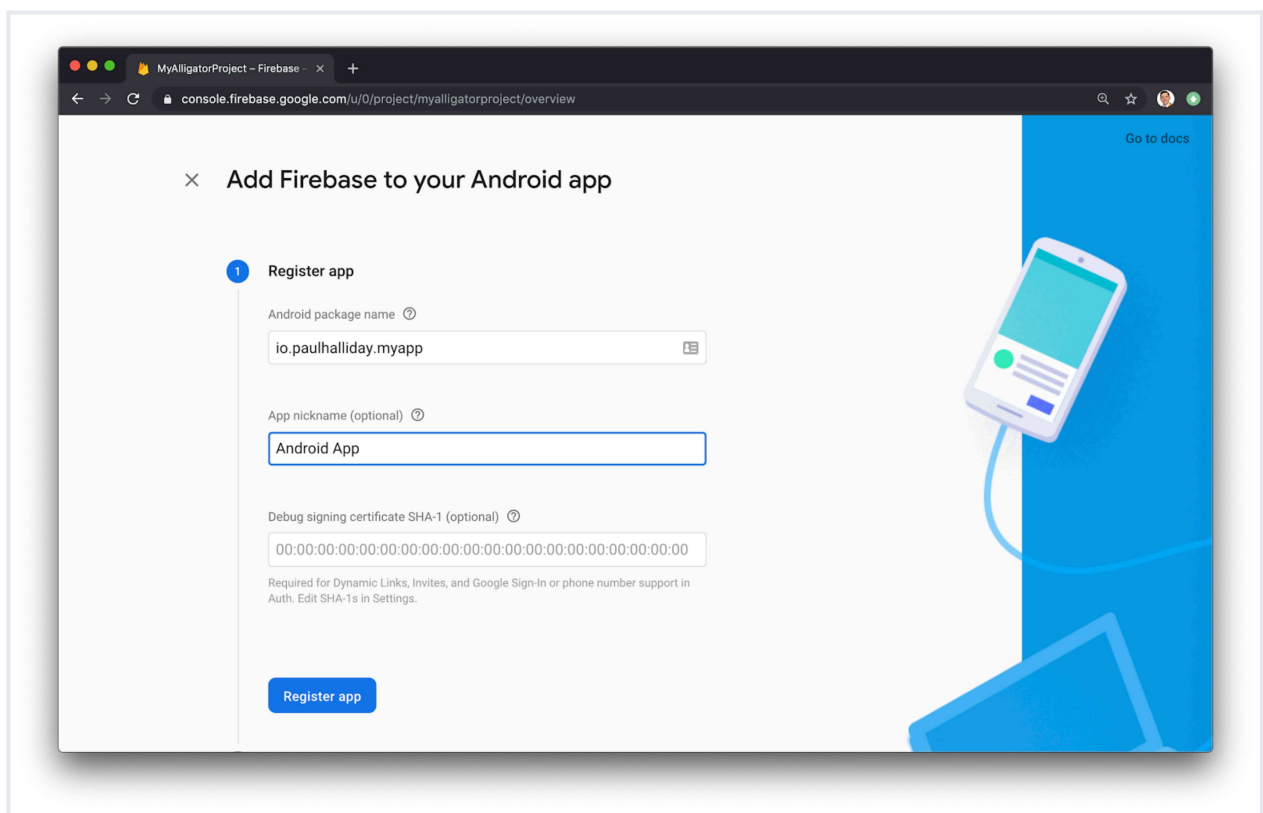 MyAlligatorProject – Firebase –
console.firebase.google.com/u/0/project/myalligatorproject/overview
Go to docs
Add Firebase to your Android app
1 Register app
Android package name
io.paulhalliday.myapp
App nickname (optional)
Android App
Debug signing certificate SHA-1 (optional)
00:00:00:00:00:00:00:00:00:00:00:00:00:00:00:00:00:00:00:00
Required for Dynamic Links, Invites, and Google Sign-In or phone number support in
Auth. Edit SHA-1s in Settings.
Register app